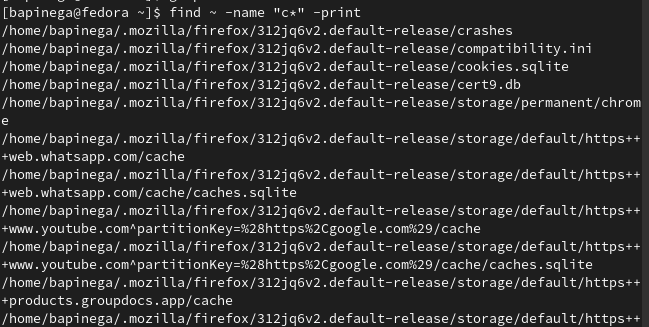 [bapinega@fedora ~]$ find ~ -name "c*" -print
/home/bapinega/.mozilla/firefox/312jq6v2.default-release/crashes
/home/bapinega/.mozilla/firefox/312jq6v2.default-release/compatibility.ini
/home/bapinega/.mozilla/firefox/312jq6v2.default-release/cookies.sqlite
/home/bapinega/.mozilla/firefox/312jq6v2.default-release/cert9.db
/home/bapinega/.mozilla/firefox/312jq6v2.default-release/storage/permanent/chrom
e
/home/bapinega/.mozilla/firefox/312jq6v2.default-release/storage/default/https++
+web.whatsapp.com/cache
/home/bapinega/.mozilla/firefox/312jq6v2.default-release/storage/default/https++
+web.whatsapp.com/cache/caches.sqlite
/home/bapinega/.mozilla/firefox/312jq6v2.default-release/storage/default/https++
+www.youtube.com^partitionKey=%28https%2Cgoogle.com%29/cache
/home/bapinega/.mozilla/firefox/312jq6v2.default-release/storage/default/https++
+www.youtube.com^partitionKey=%28https%2Cgoogle.com%29/cache/caches.sqlite
/home/bapinega/.mozilla/firefox/312jq6v2.default-release/storage/default/https++
+products.groupdocs.app/cache
/home/bapinega/.mozilla/firefox/312jq6v2.default-release/storage/default/https++